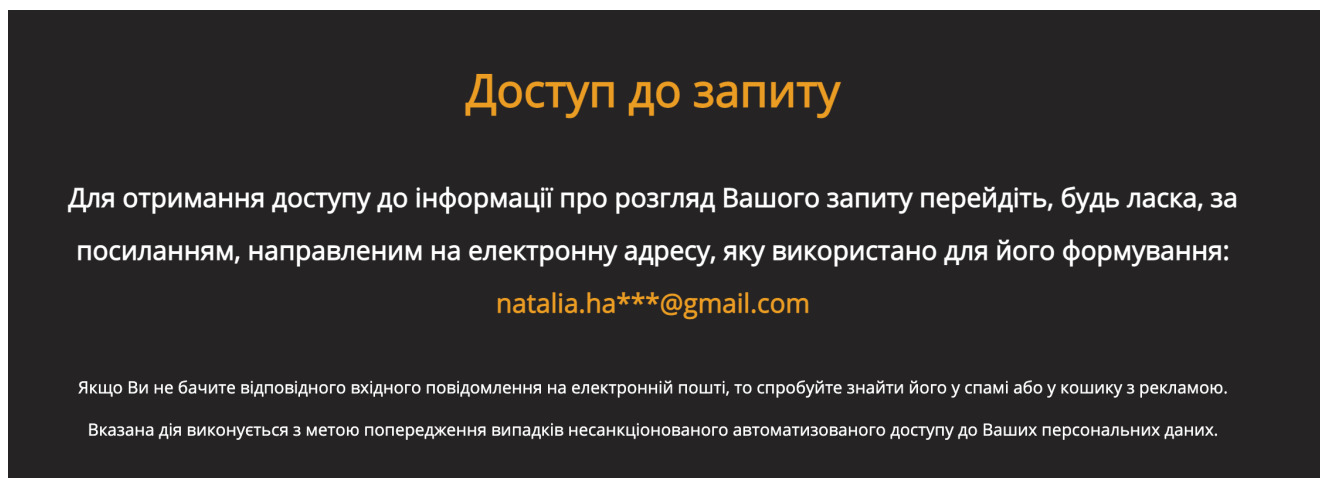 Доступ до запиту
Для отримання доступу до інформації про розгляд Вашого запиту перейдіть, будь ласка, за
посиланням, направленим на електронну адресу, яку використано для його формування:
natalia.ha***@gmail.com
Якщо Ви не бачите відповідного вхідного повідомлення на електронній пошті, то спробуйте знайти його у спамі або у кошику з рекламою.
Вказана дія виконується з метою попередження випадків несанкціонованого автоматизованого доступу до Ваших персональних даних.